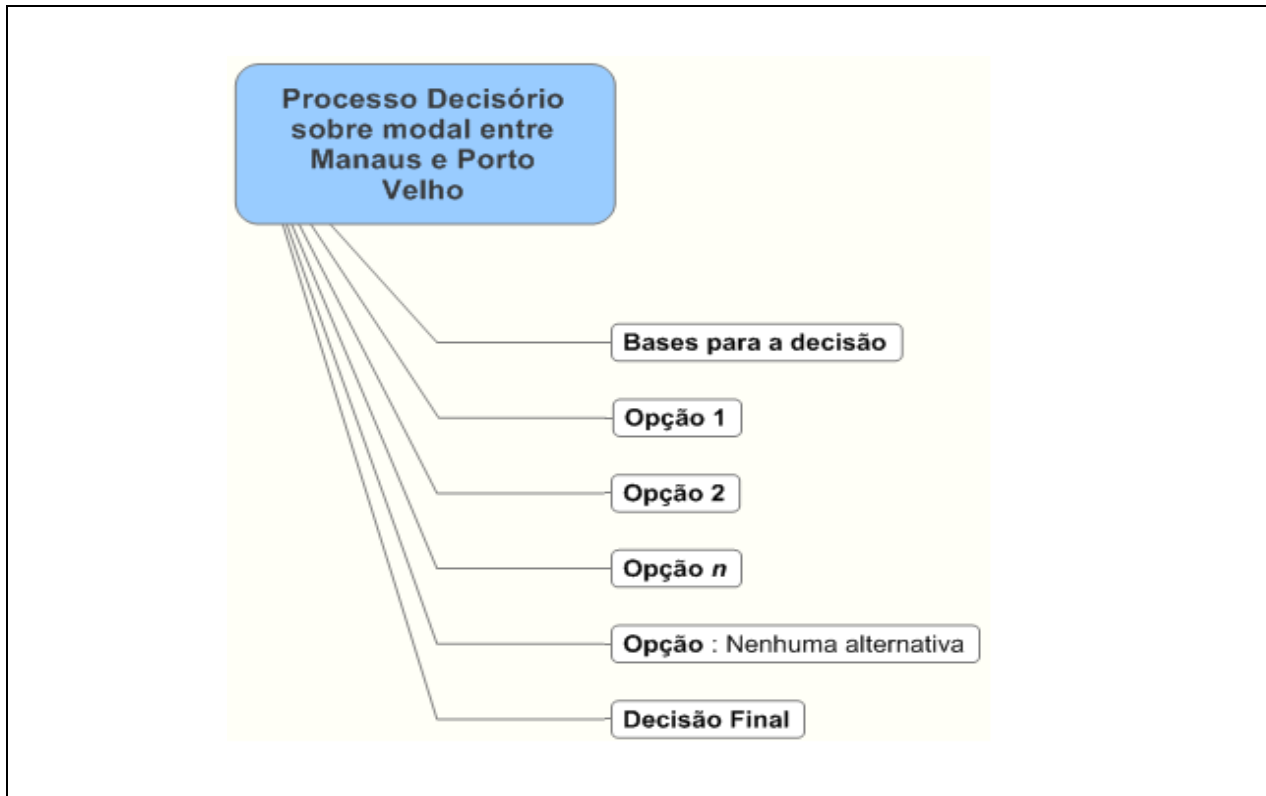 Processo Decisório
sobre modal entre
Manaus e Porto
Velho
Bases para a decisão
Opção 1
Opção 2
Opção n
Opção : Nenhuma alternativa
Decisão Final